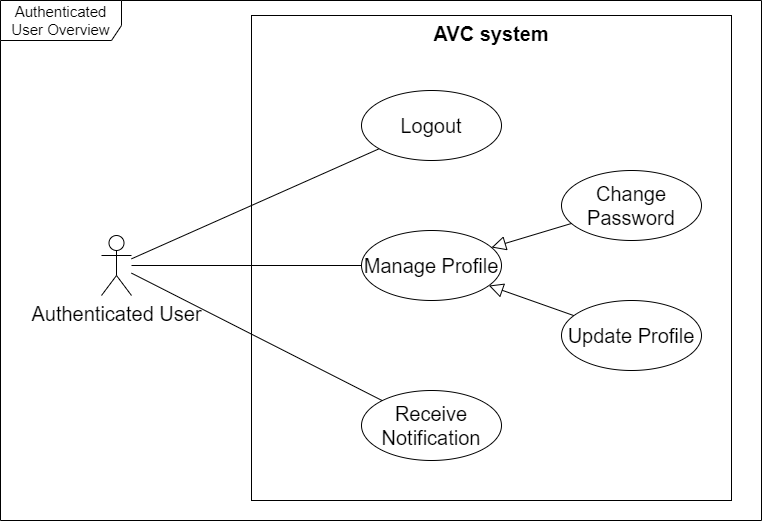 Authenticated
User Overview
AVC system
Logout
Change
Password
Manage Profile
Authenticated User
Update Profile
Receive
Notification